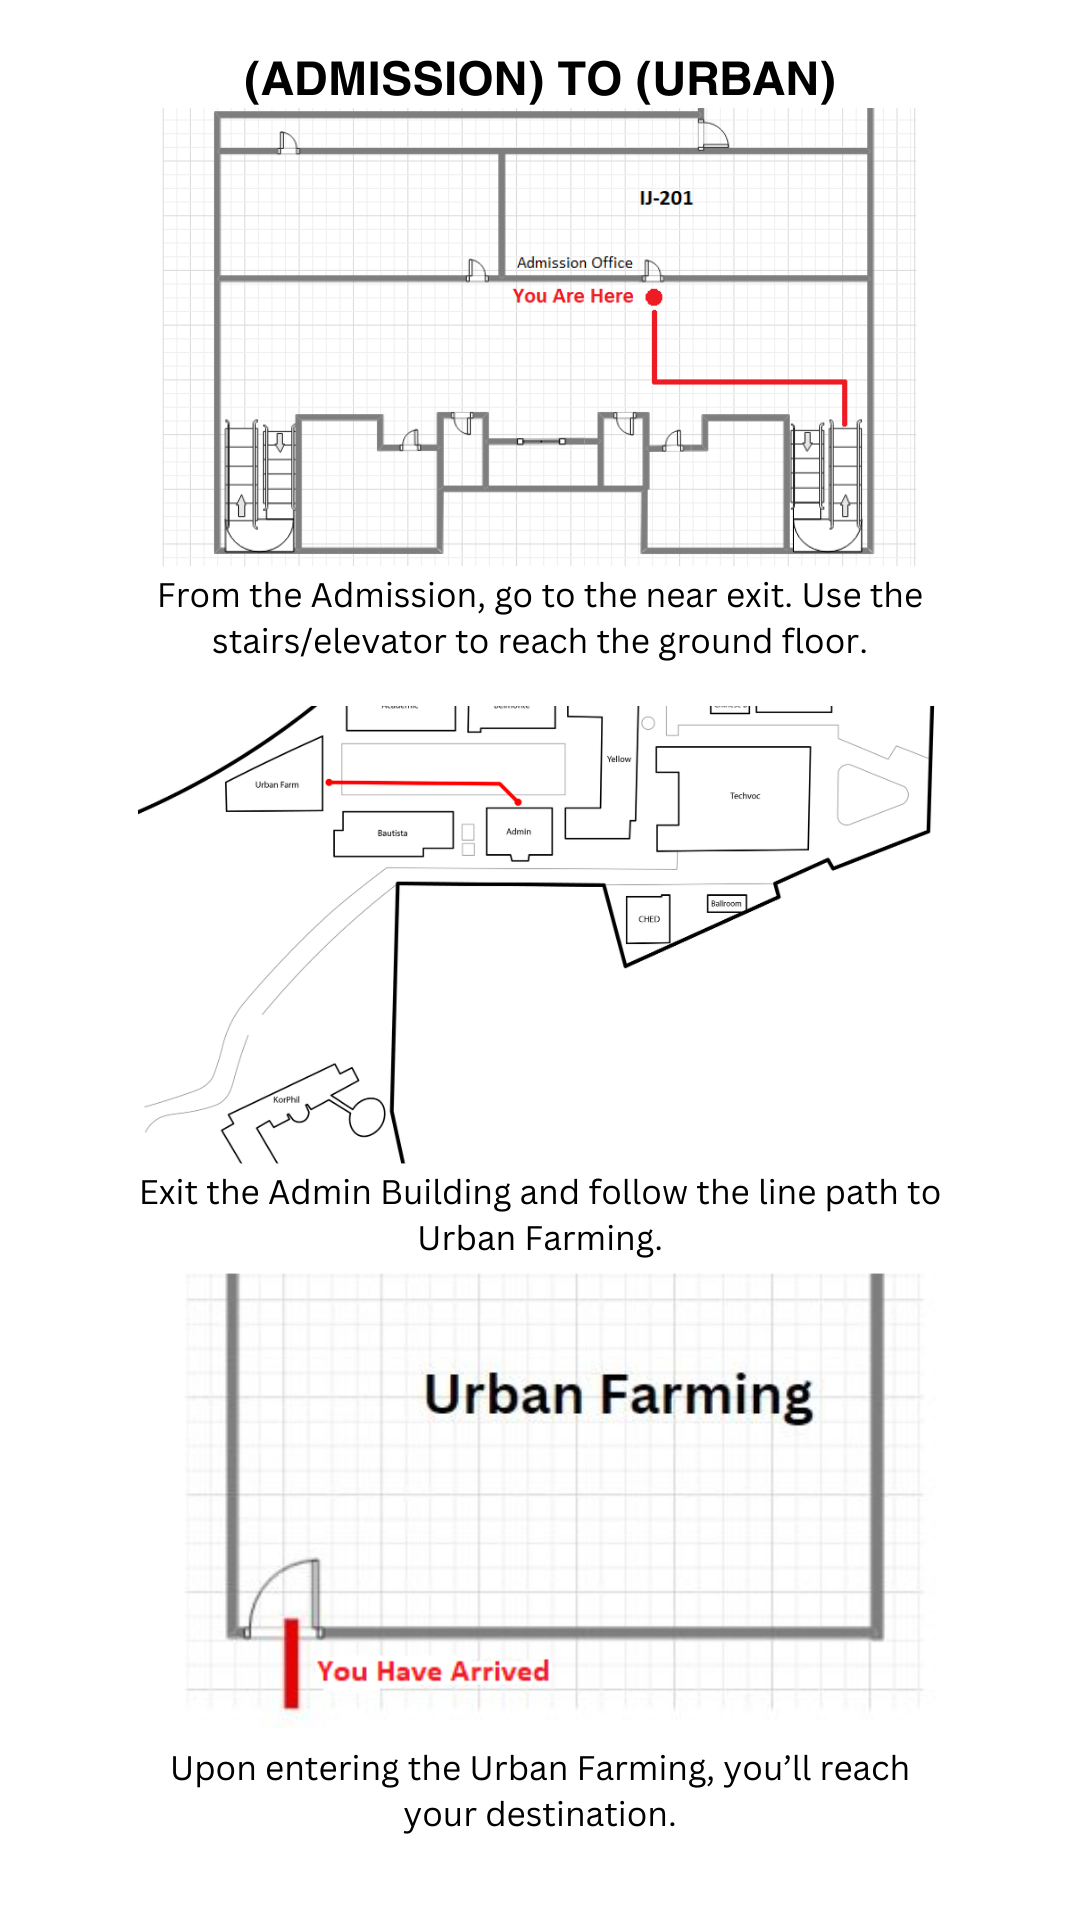 (ADMISSION) TO (URBAN)
IJ-201
Admission Office
You Are Here
From the Admission, go to the near exit. Use the
stairs/elevator to reach the ground floor.
Academic
Belmonte
Yellow
Urban Farm
Techvoc
Bautista
Admin
Ballroom
CHED
KorPhil
Exit the Admin Building and follow the line path to
Urban Farming.
Urban Farming
You Have Arrived
Upon entering the Urban Farming, you’ll reach
your destination.